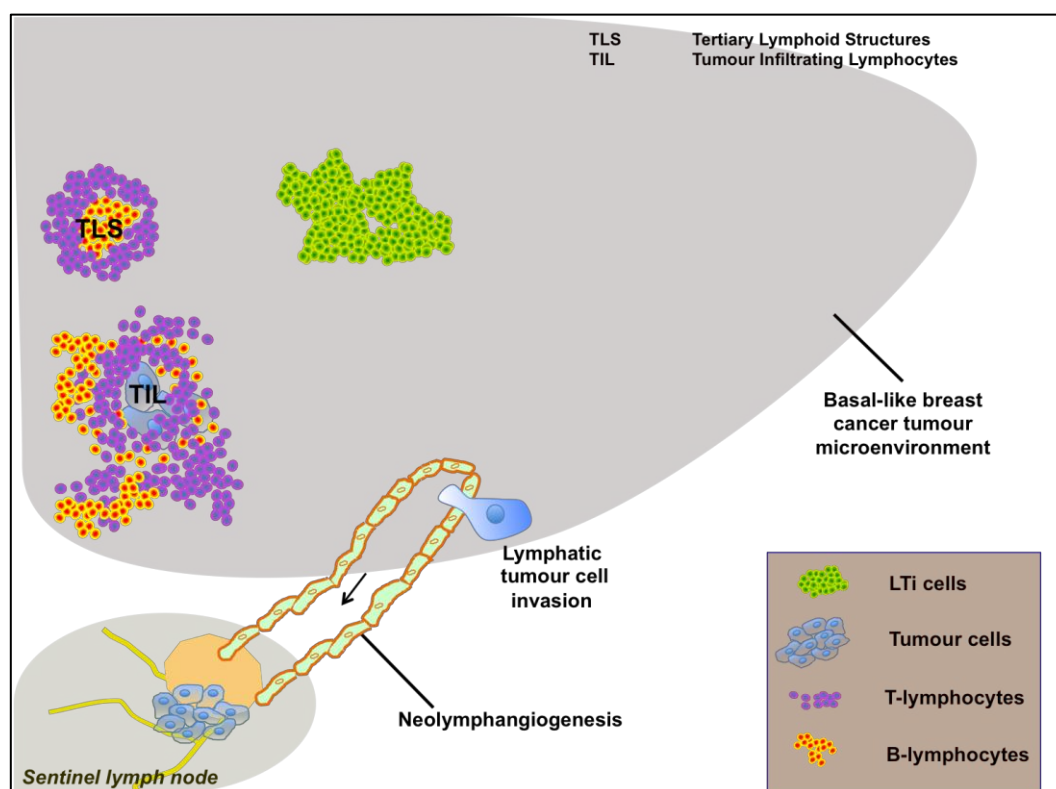 TLS Tertiary Lymphoid Structures
TIL Tumour Infiltrating Lymphocytes
TLS
TIL
Basal-like breast
cancer tumour
microenvironment
Lymphatic
tumour cell
invasion
Neolymphangiogenesis
Sentinel lymph node
LTi cells
Tumour cells
T-lymphocytes
B-lymphocytes